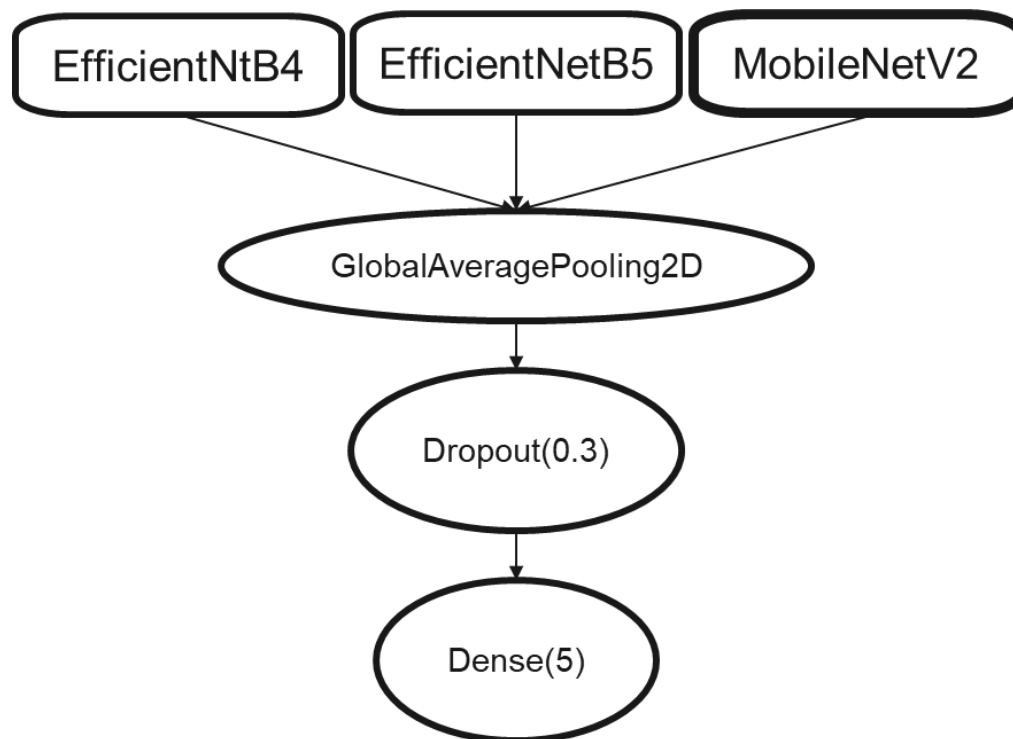 EfficientNtB4
EfficientNetB5
MobileNetV2
GlobalAveragePooling2D
Dropout(0.3)
Dense(5)